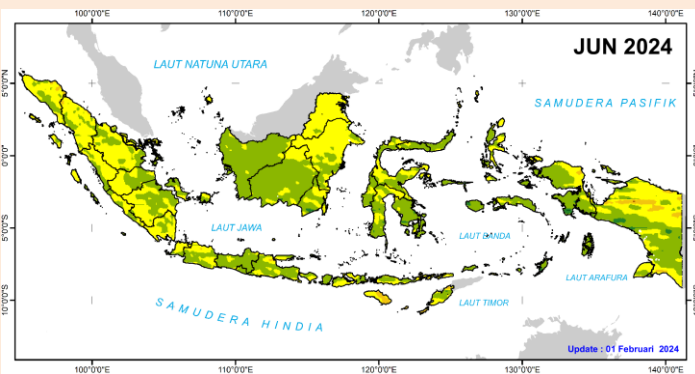 100°0'0"E 110°0'0"E 120°0'0"E 130°0'0"E 140°0'0"E
JUN 2024
LAUT NATUNA UTARA
5°0'0"N
SAMUDERA PASIFIK
0°0'0"
LAUT JAWA
LAUT BANDA
5°0'0"S
LAUT ARAFURA
SAMUDERA HINDIA
LAUT TIMOR
10°0'0"S
Update : 01 Februari 2024
100°0'0"E 110°0'0"E 120°0'0"E 130°0'0"E 140°0'0"E